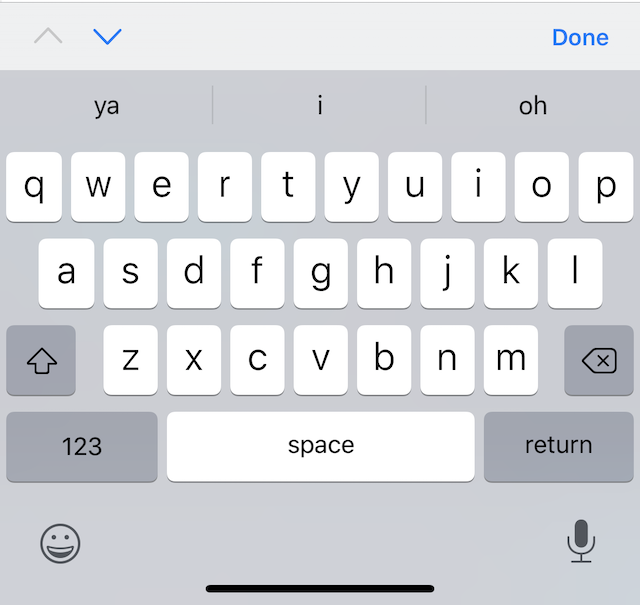 Done
ya i oh
q w e r t y u i o p
a s d f g h j k l
z x c v b n m
123 space return